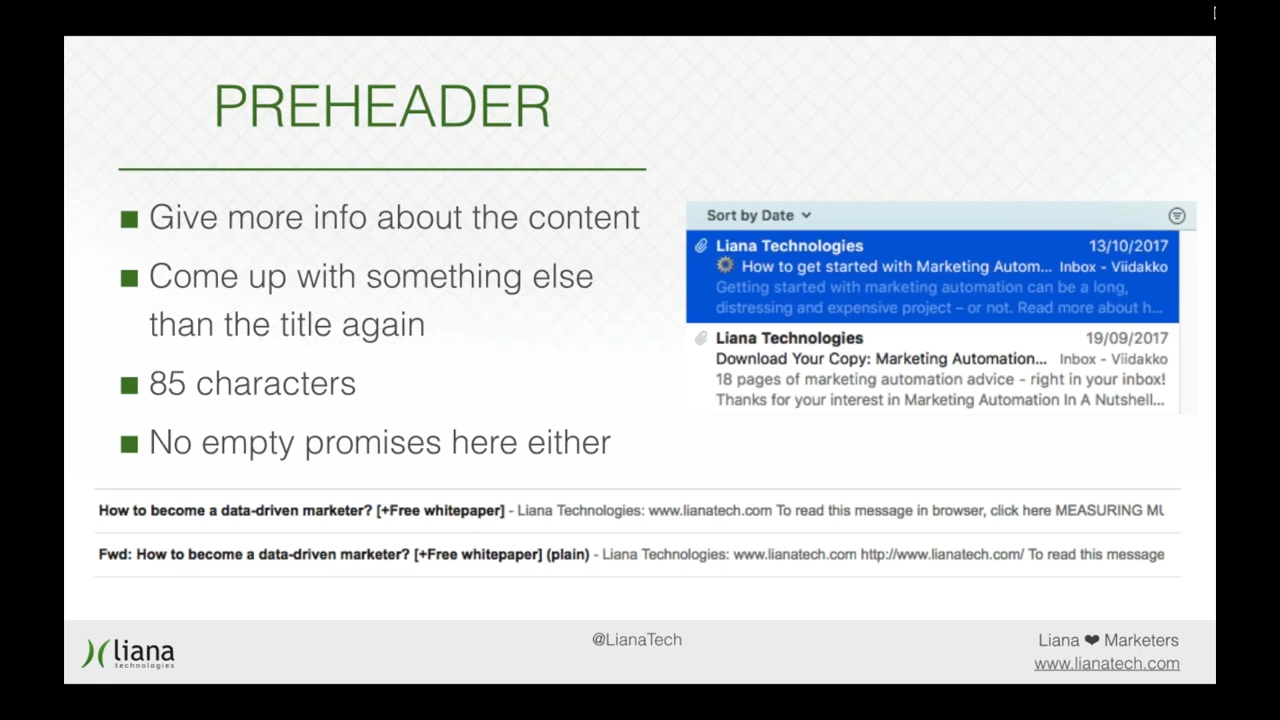 PREHEADER
Give more info about the content
Come up with something else
than the title again
85 characters
No empty promises here either
Sort by Date
Liana Technologies 13/10/2017
How to get started with Marketing Autom... Inbox - Viidakko
Getting started with marketing automation can be a long,
distressing and expensive project – or not. Read more about h...
Liana Technologies 19/09/2017
Download Your Copy: Marketing Automation... Inbox - Viidakko
18 pages of marketing automation advice - right in your inbox!
Thanks for your interest in Marketing Automation In A Nutshell...
How to become a data-driven marketer? [+Free whitepaper] - Liana Technologies: www.lianatech.com To read this message in browser, click here MEASURING MU
Fwd: How to become a data-driven marketer? [+Free whitepaper] (plain) - Liana Technologies: www.lianatech.com http://www.lianatech.com/ To read this message
liana
technologies
@LianaTech
Liana ❤ Marketers
www.lianatech.com